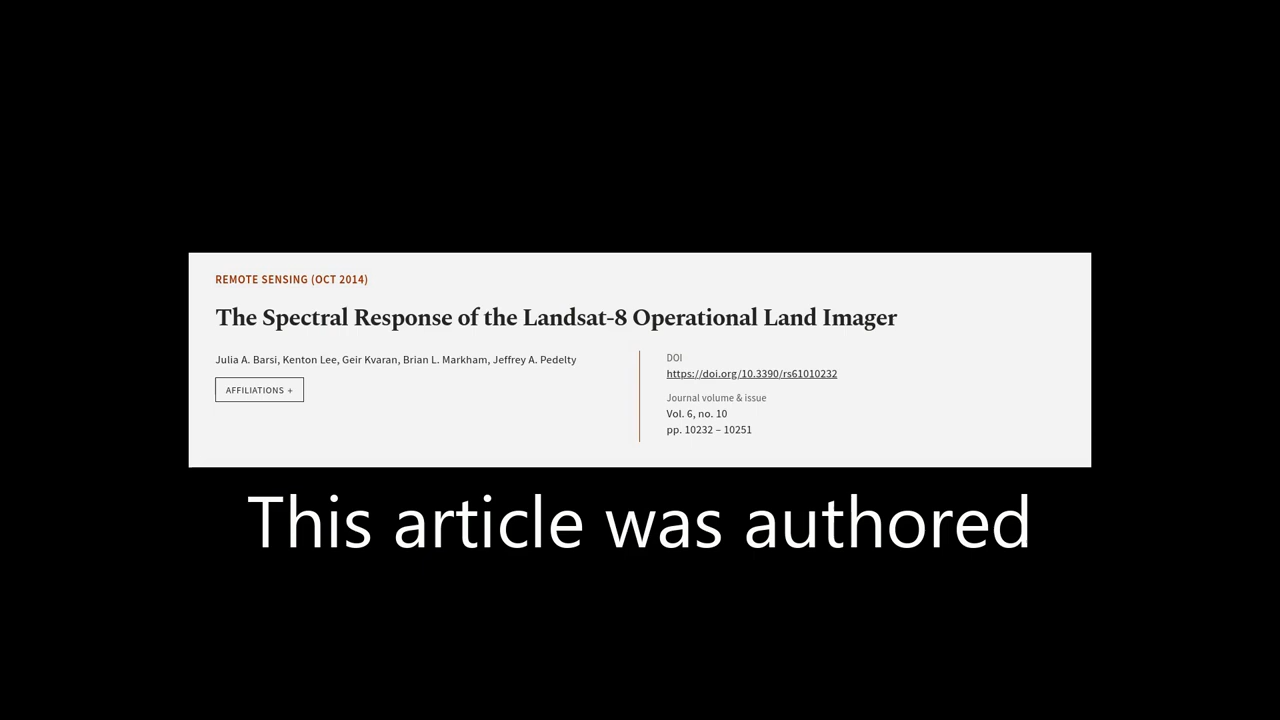 REMOTE SENSING (OCT 2014)
The Spectral Response of the Landsat-8 Operational Land Imager
Julia A. Barsi, Kenton Lee, Geir Kvaran, Brian L. Markham, Jeffrey A. Pedelty
AFFILIATIONS +
DOI
https://doi.org/10.3390/rs61010232
Journal volume & issue
Vol. 6, no. 10
pp. 10232 – 10251
This article was authored